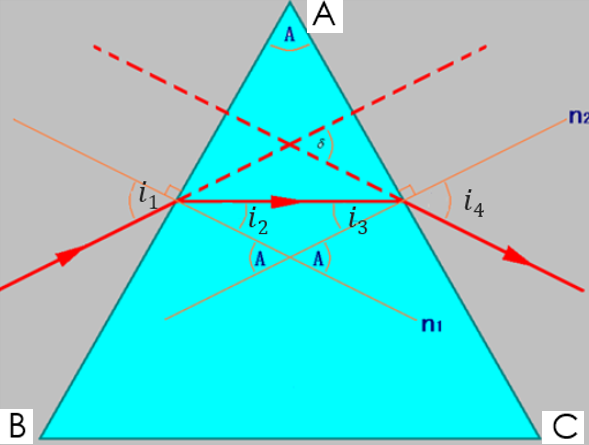 A
A
n₂
δ
i₁
i₄
i₂
i₃
A
A
n₁
B
C